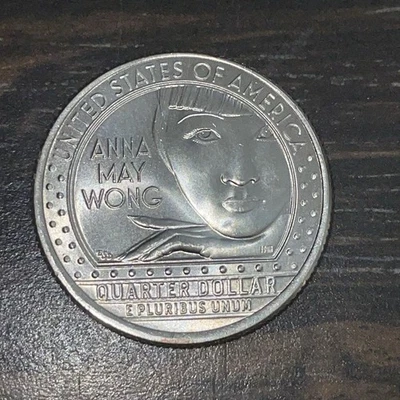 UNITED STATES OF AMERICA
ANNA
MAY
WONG
QUARTER DOLLAR
E PLURIBUS UNUM